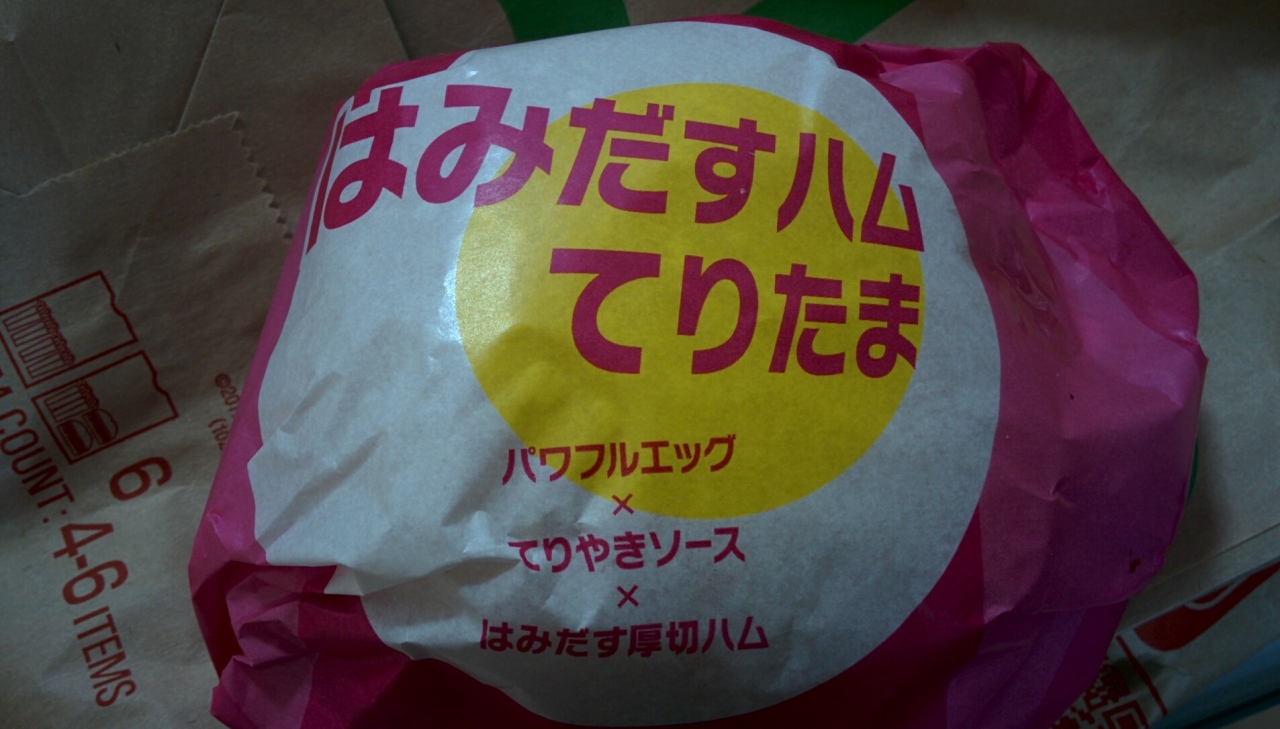 はみだすハム
てりたま
パワフルエッグ
×
てりやきソース
×
はみだす厚切ハム
6
COUNT: 4-6 ITEMS